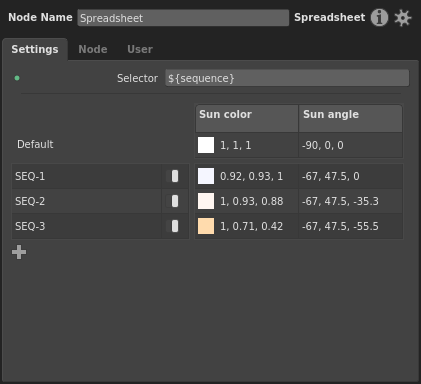 Node Name Spreadsheet Spreadsheet
Settings Node User
Selector ${sequence}
Sun color Sun angle
Default 1, 1, 1 -90, 0, 0
SEQ-1 0.92, 0.93, 1 -67, 47.5, 0
SEQ-2 1, 0.93, 0.88 -67, 47.5, -35.3
SEQ-3 1, 0.71, 0.42 -67, 47.5, -55.5